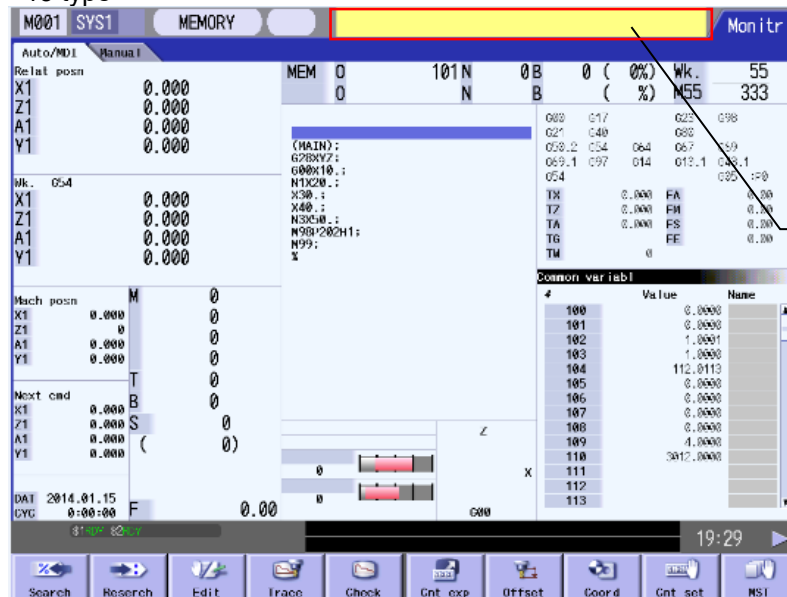 M001 SYS1 MEMORY Monitr
Auto/MDI Manual
Relat posn
X1 0.000
Z1 0.000
A1 0.000
Y1 0.000
Wk. G54
X1 0.000
Z1 0.000
A1 0.000
Y1 0.000
Mach posn
X1 0.000
Z1 0
A1 0.000
Y1 0.000
Next cmd
X1 0.000
Z1 0.000
A1 0.000
Y1 0.000
DAT 2014.01.15
CYC 0:00:00
M 0
0
0
0
T 0
B 0
S 0
( 0)
F 0.00
MEM O 101 N 0 B 0 ( 0%) Wk. 55
O N B ( %) M55 333
(MAIN);
G28XYZ;
G00X10.;
N1X20.;
X30.;
X40.;
N3X50.;
M98P202H1;
N99;
%
G00 G17 G23 G98
G21 G40 G80
G50.2 G54 G64 G67 G69
G69.1 G97 G14 G13.1 G43.1
G54 G05 :P0
TX 0.000 FA 0.00
TZ 0.000 FM 0.00
TA 0.000 FS 0.00
TG FE 0.00
TW 0
Common variabl
# Value Name
100 0.0000
101 0.0000
102 1.0001
103 1.0000
104 112.0113
105 0.0000
106 0.0000
107 0.0000
108 0.0000
109 4.0000
110 3012.0000
111
112
113
Z
0 X
0
G00
S1RDY S2RDY
19:29
Search Reserch Edit Trace Check Cnt exp Offset Coord Cnt set MSI